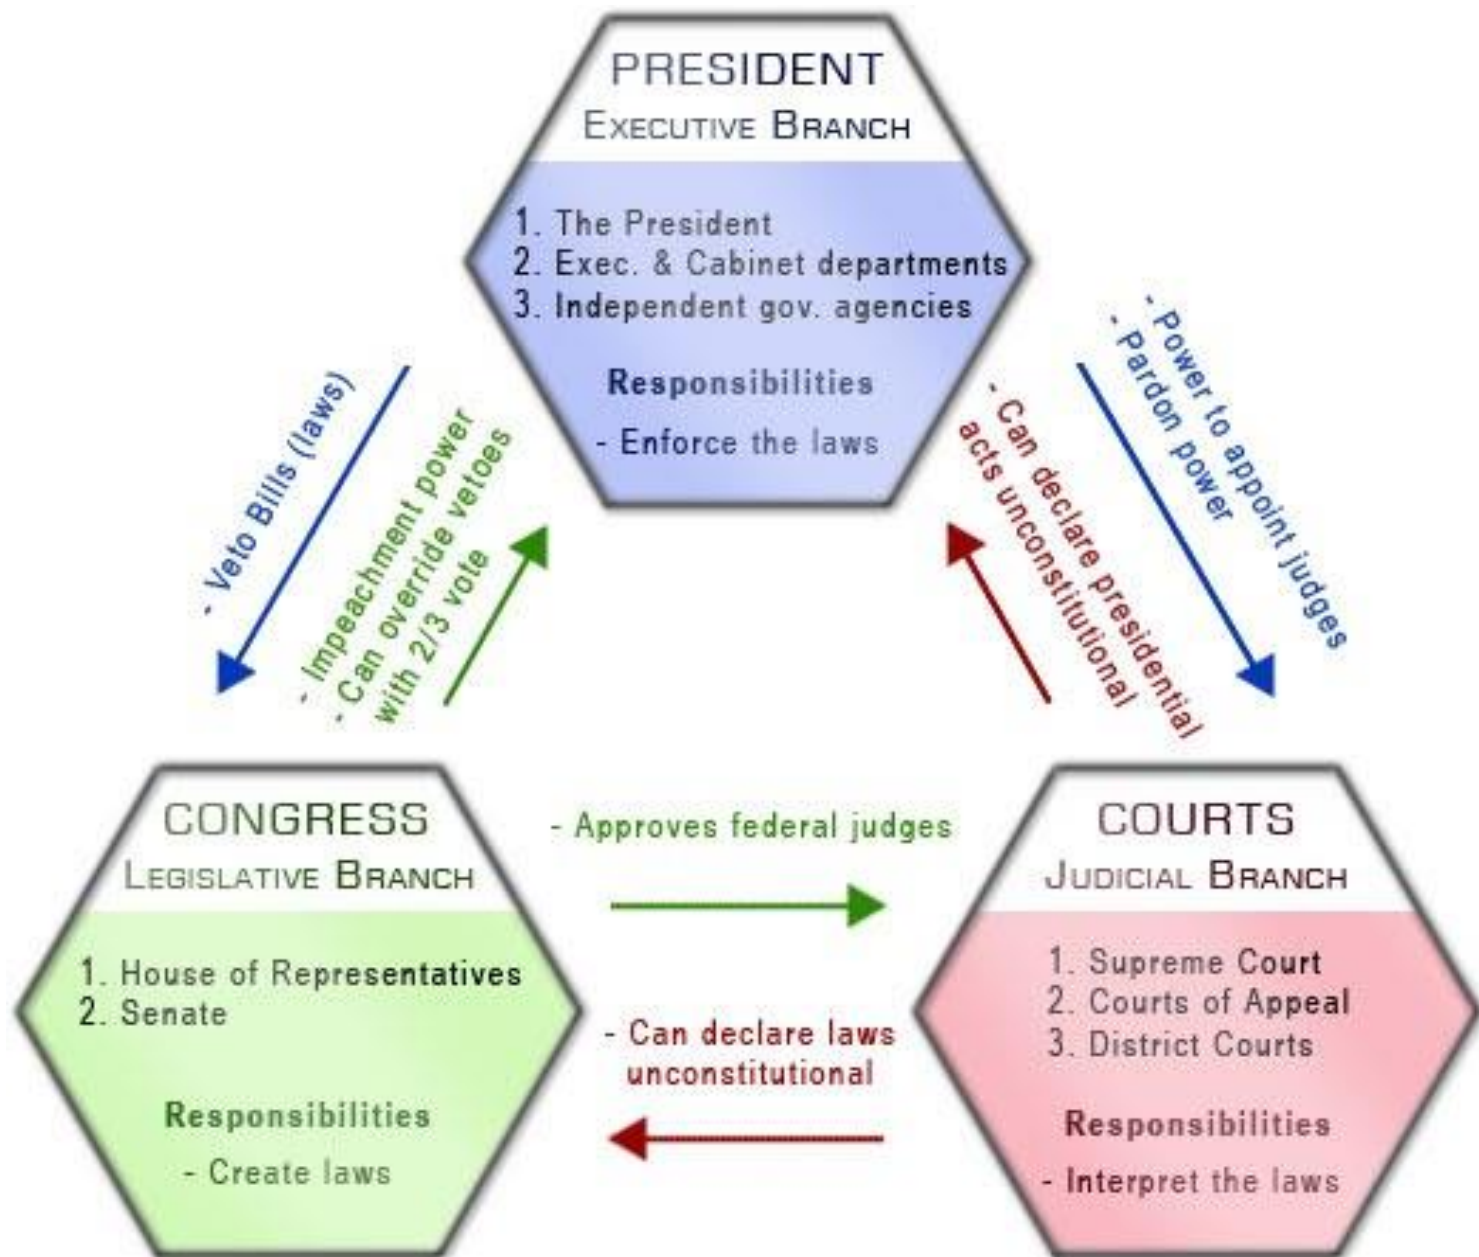 PRESIDENT
EXECUTIVE BRANCH
1. The President
2. Exec. & Cabinet departments
3. Independent gov. agencies
Responsibilities
- Enforce the laws
- Veto Bills (laws)
- Impeachment power
- Can override vetoes
with 2/3 vote
- Can declare presidential
acts unconstitutional
- Power to appoint judges
- Pardon power
CONGRESS
LEGISLATIVE BRANCH
1. House of Representatives
2. Senate
Responsibilities
- Create laws
- Approves federal judges
- Can declare laws
unconstitutional
COURTS
JUDICIAL BRANCH
1. Supreme Court
2. Courts of Appeal
3. District Courts
Responsibilities
- Interpret the laws